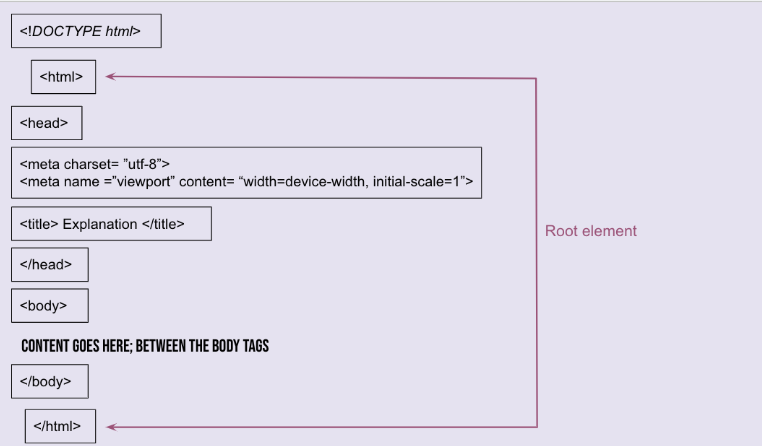 <!DOCTYPE html>
<html>
<head>
<meta charset= ”utf-8”>
<meta name =”viewport” content= “width=device-width, initial-scale=1”>
<title> Explanation </title>
</head>
<body>
Root element
CONTENT GOES HERE; BETWEEN THE BODY TAGS
</body>
</html>